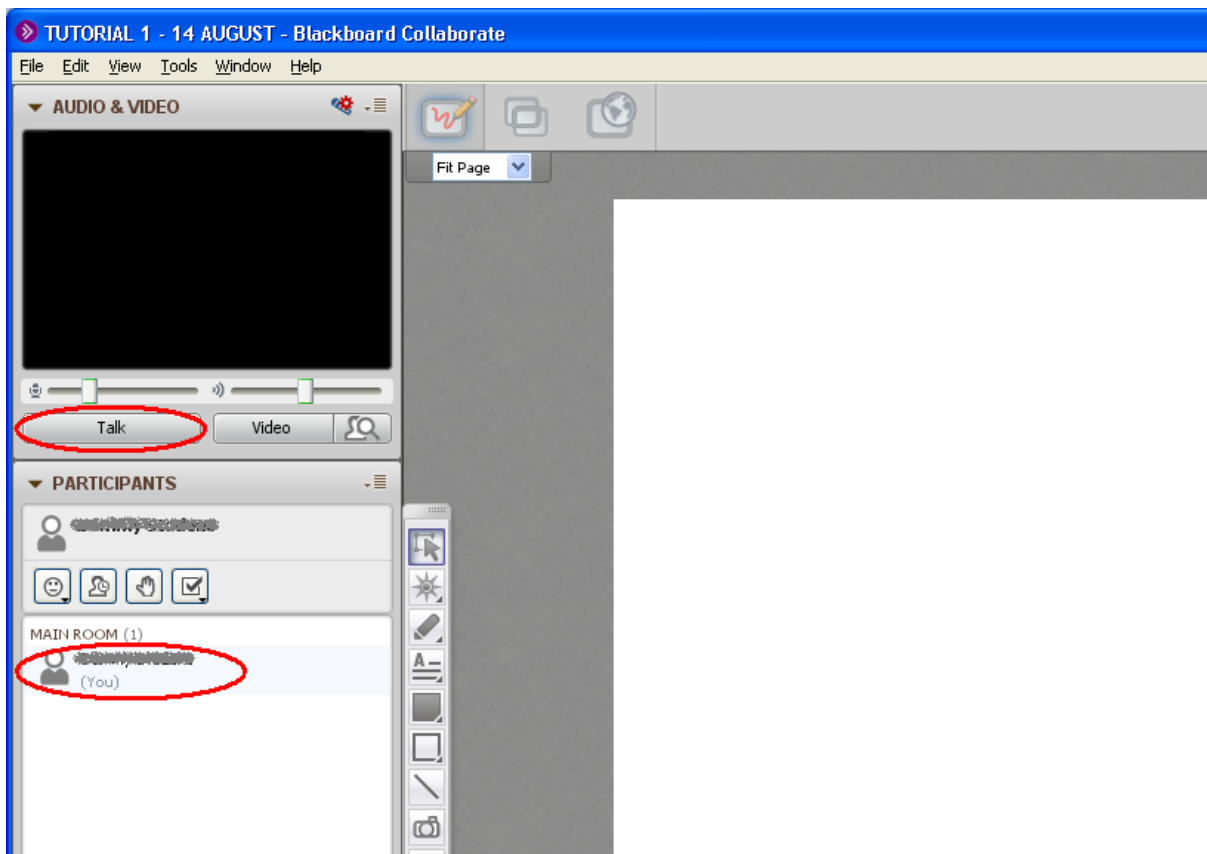 TUTORIAL 1 - 14 AUGUST - Blackboard Collaborate
File Edit View Tools Window Help
AUDIO & VIDEO
Fit Page
Talk
Video
PARTICIPANTS
MAIN ROOM (1)
(You)
A